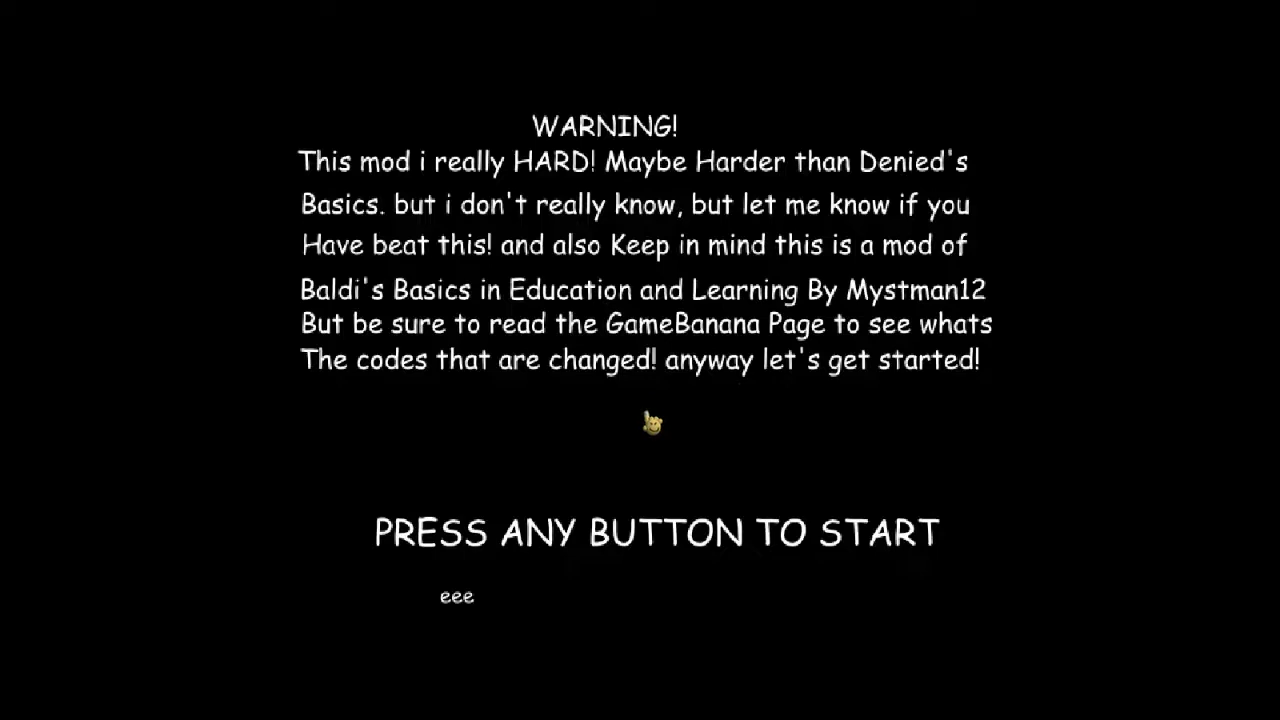 WARNING!
This mod i really HARD! Maybe Harder than Denied's
Basics. but i don't really know, but let me know if you
Have beat this! and also Keep in mind this is a mod of
Baldi's Basics in Education and Learning By Mystman12
But be sure to read the GameBanana Page to see whats
The codes that are changed! anyway let's get started!
PRESS ANY BUTTON TO START
eee